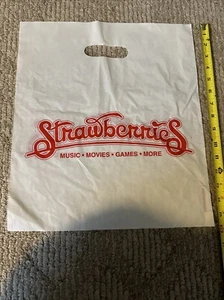 Strawberries
MUSIC • MOVIES • GAMES • MORE